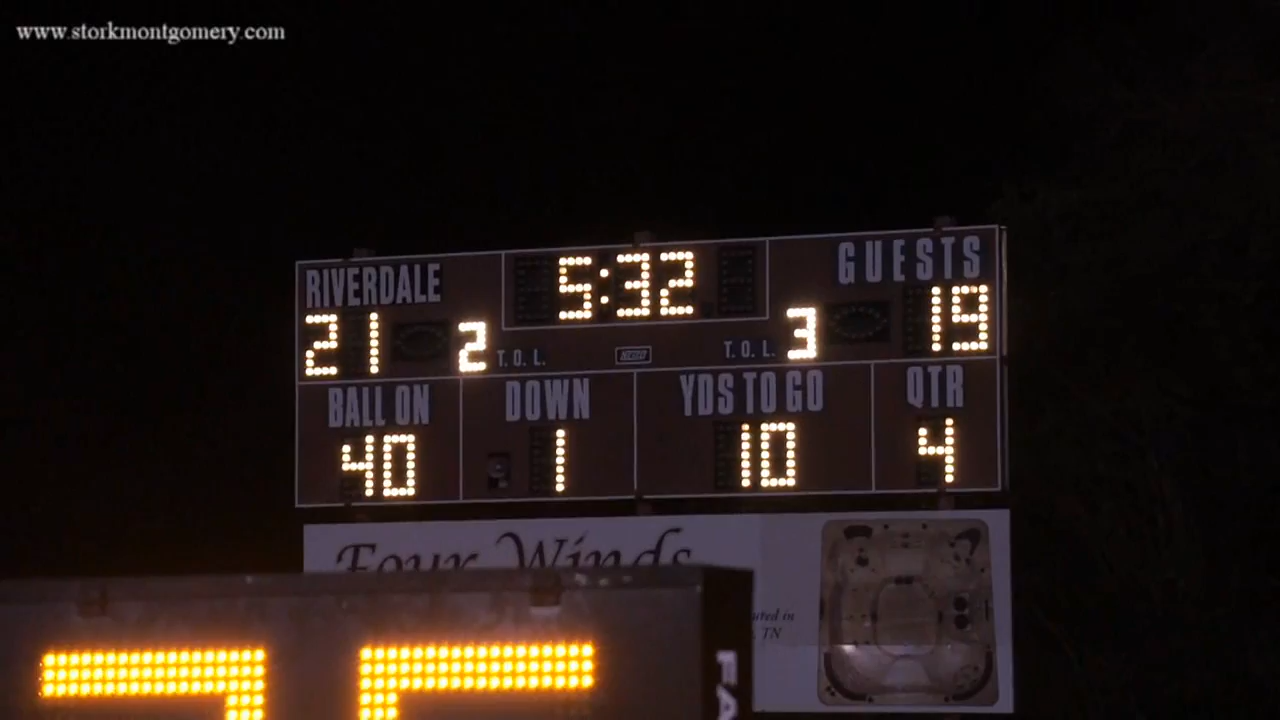 www.storkmontgomery.com
RIVERDALE 5:32 GUESTS
21 2 T. O. L. T. O. L. 3 19
BALL ON DOWN YDS TO GO QTR
40 1 10 4
Four Winds
TN